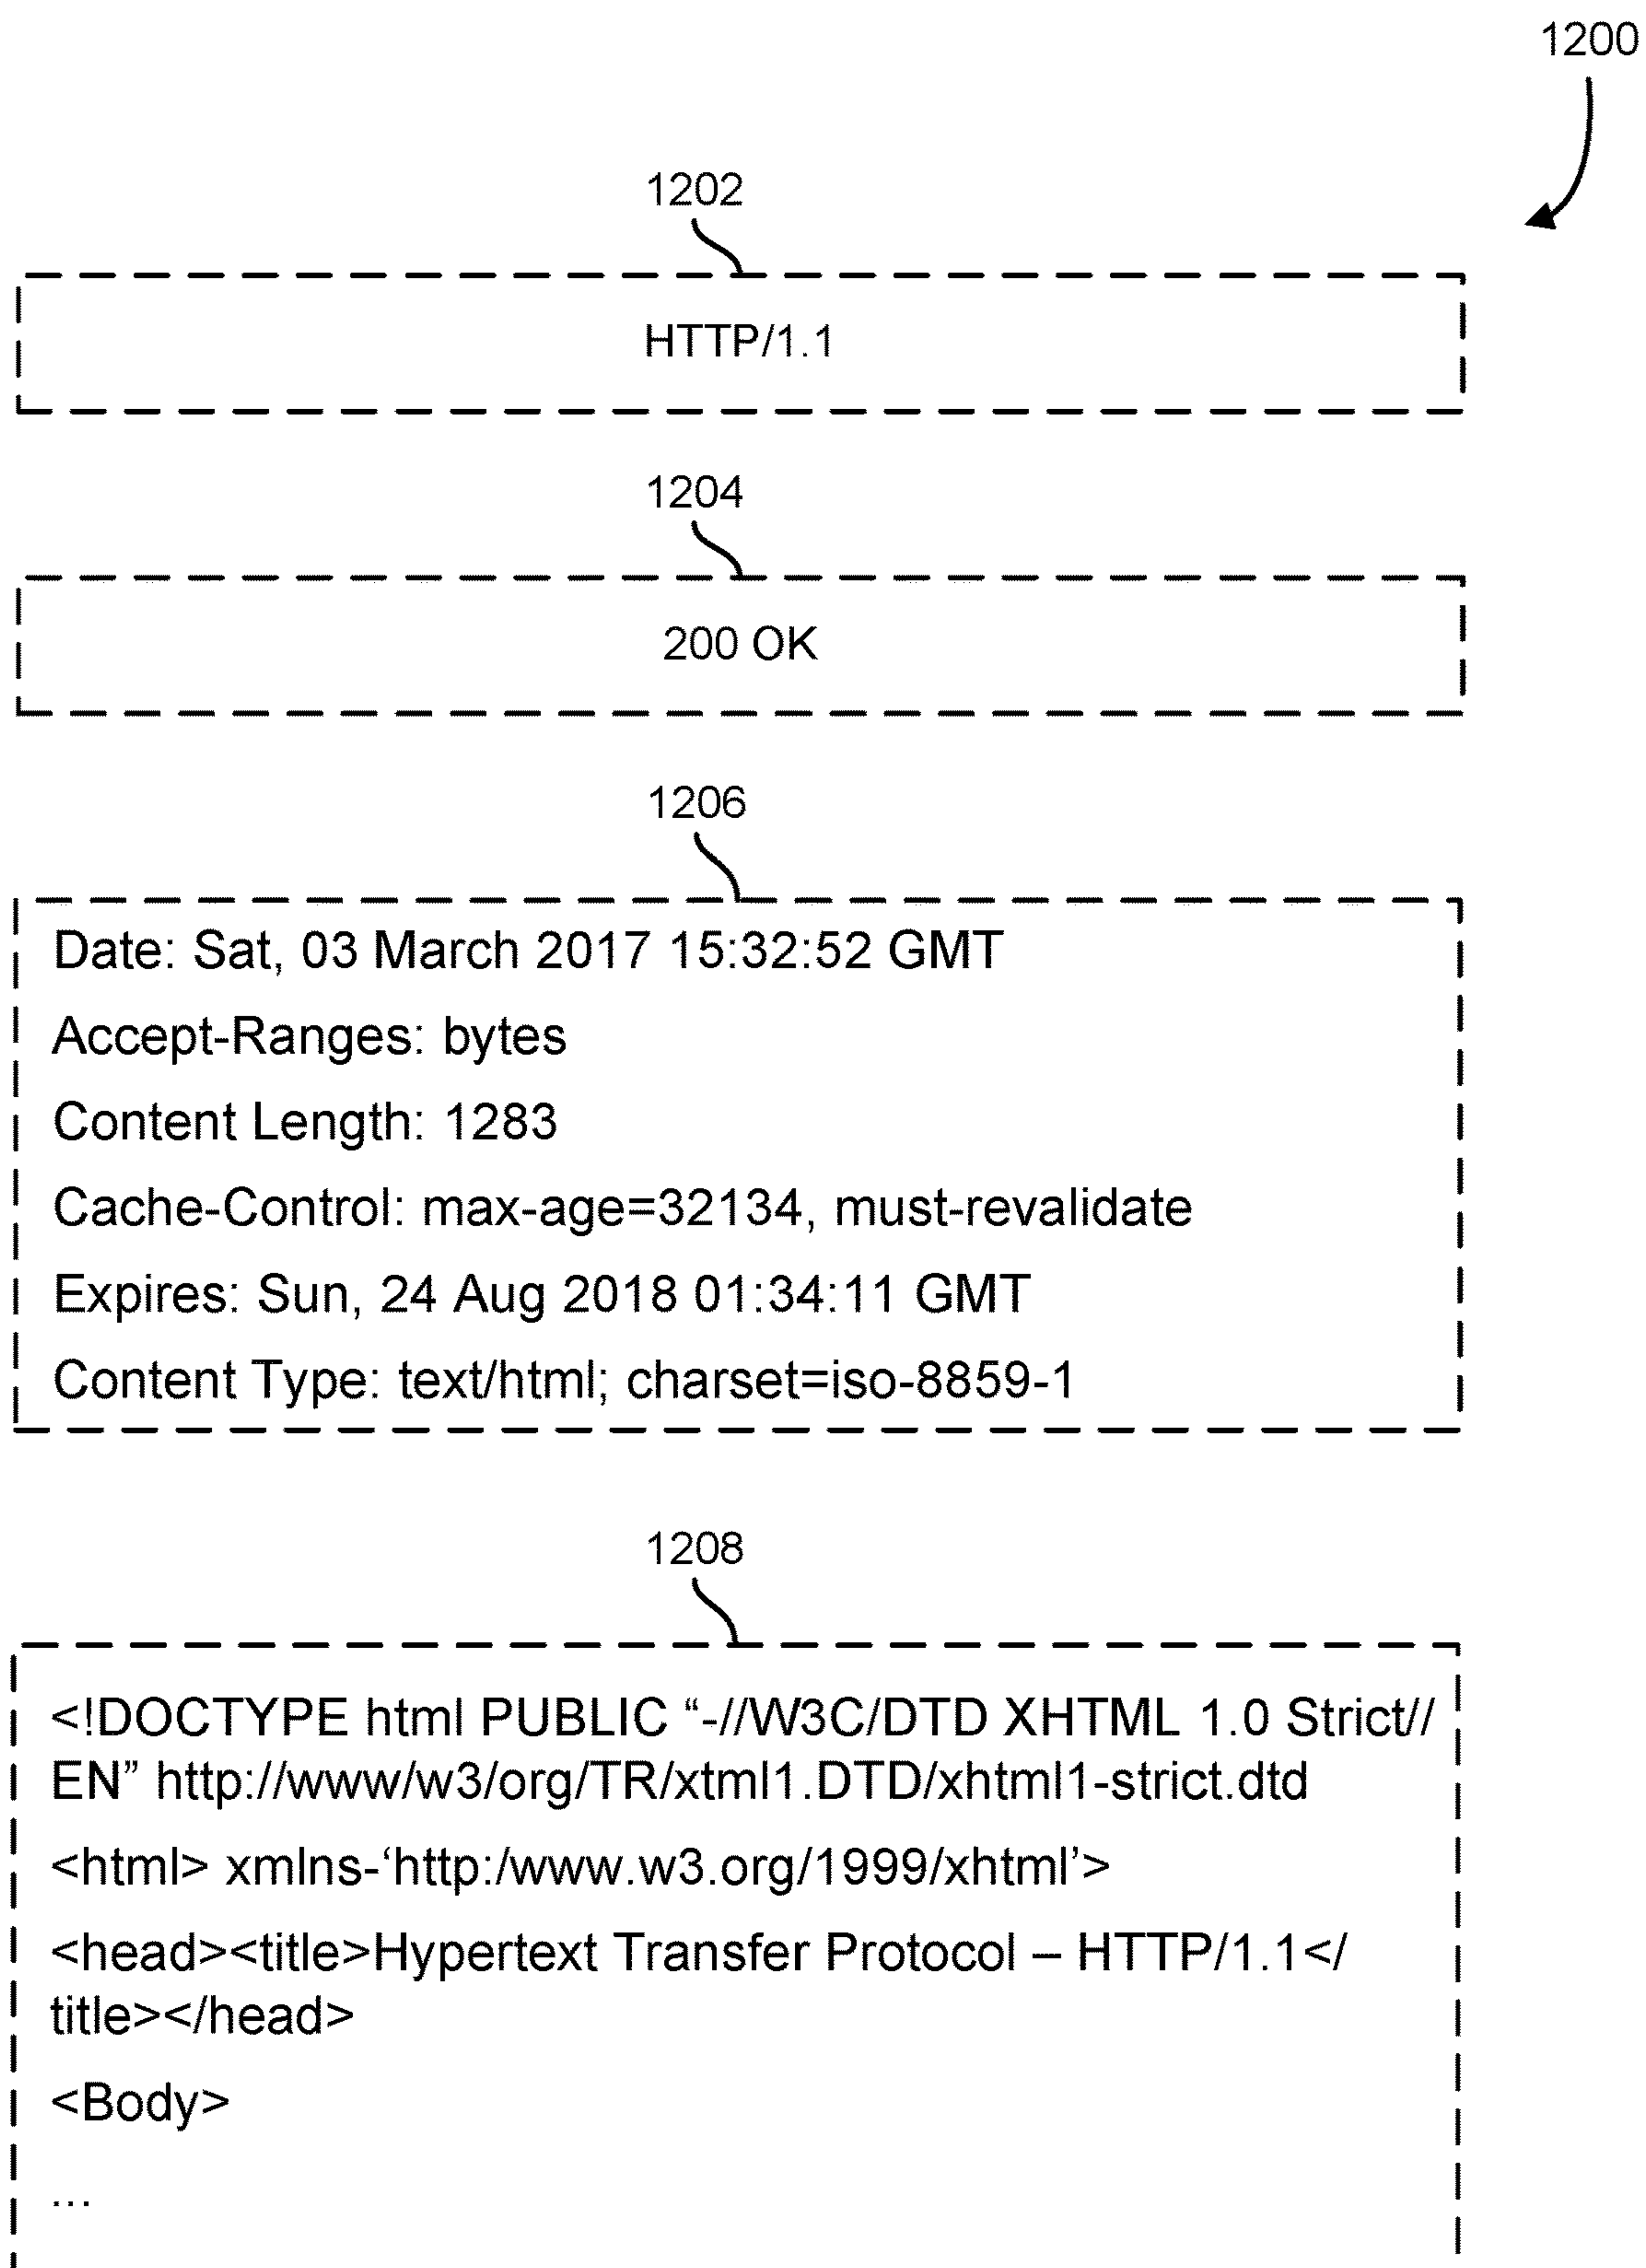 1200
1202
HTTP/1.1
1204
200 OK
1206
Date: Sat, 03 March 2017 15:32:52 GMT
Accept-Ranges: bytes
Content Length: 1283
Cache-Control: max-age=32134, must-revalidate
Expires: Sun, 24 Aug 2018 01:34:11 GMT
Content Type: text/html; charset=iso-8859-1
1208
<!DOCTYPE html PUBLIC “-//W3C/DTD XHTML 1.0 Strict//
EN” http://www/w3/org/TR/xtml1.DTD/xhtml1-strict.dtd
<html> xmlns-‘http:/www.w3.org/1999/xhtml’>
<head><title>Hypertext Transfer Protocol – HTTP/1.1</
title></head>
<Body>
...